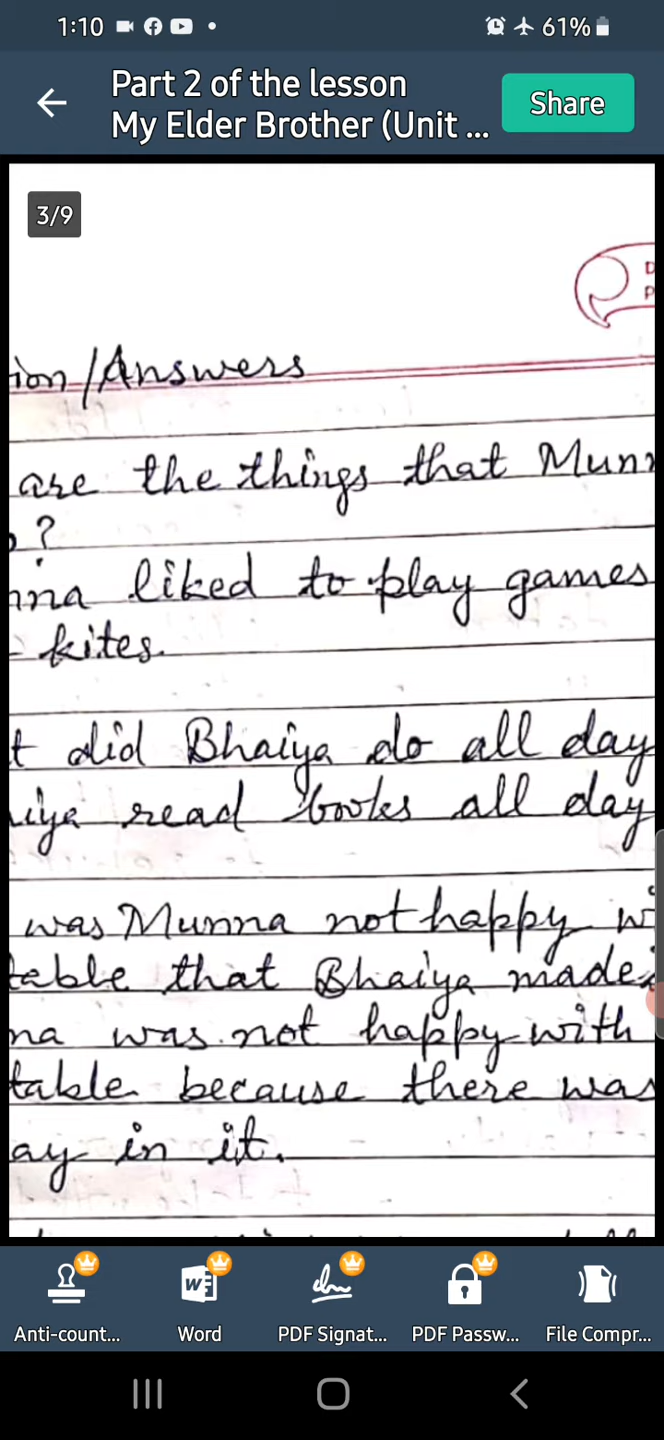 1:10
61%
Part 2 of the lesson
My Elder Brother (Unit ...
Share
3/9
D
P
ion/Answers
are the things that Munn
?
nna liked to play games
kites.
t did Bhaiya do all day
iya read books all day
was Munna not happy wi
table that Bhaiya made
na was not happy with
table because there was
ay in it.
Anti-count...
Word
PDF Signat...
PDF Passw...
File Compr...